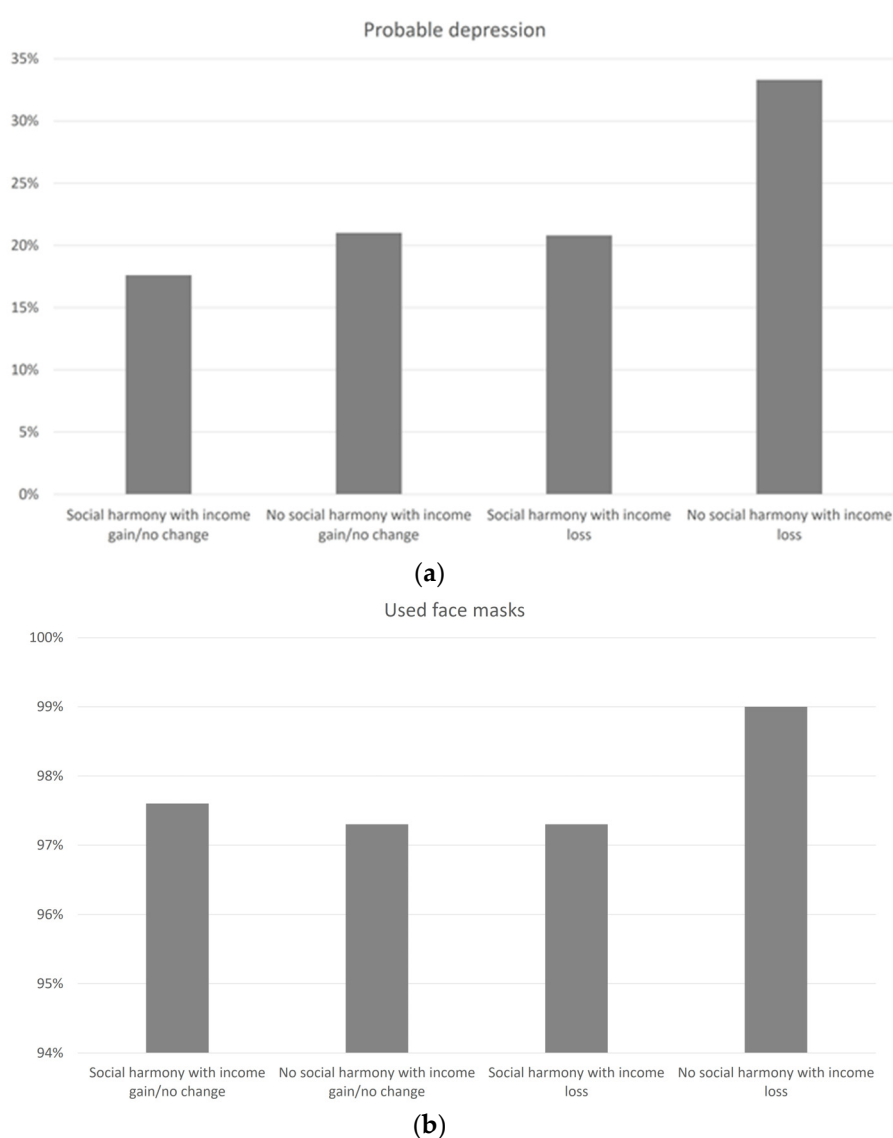 Probable depression
35%
30%
25%
20%
15%
10%
5%
0%
Social harmony with income No social harmony with income Social harmony with income No social harmony with income
gain/no change gain/no change loss loss
(a)
Used face masks
100%
99%
98%
97%
96%
95%
94%
Social harmony with income No social harmony with income Social harmony with income No social harmony with income
gain/no change gain/no change loss loss
(b)